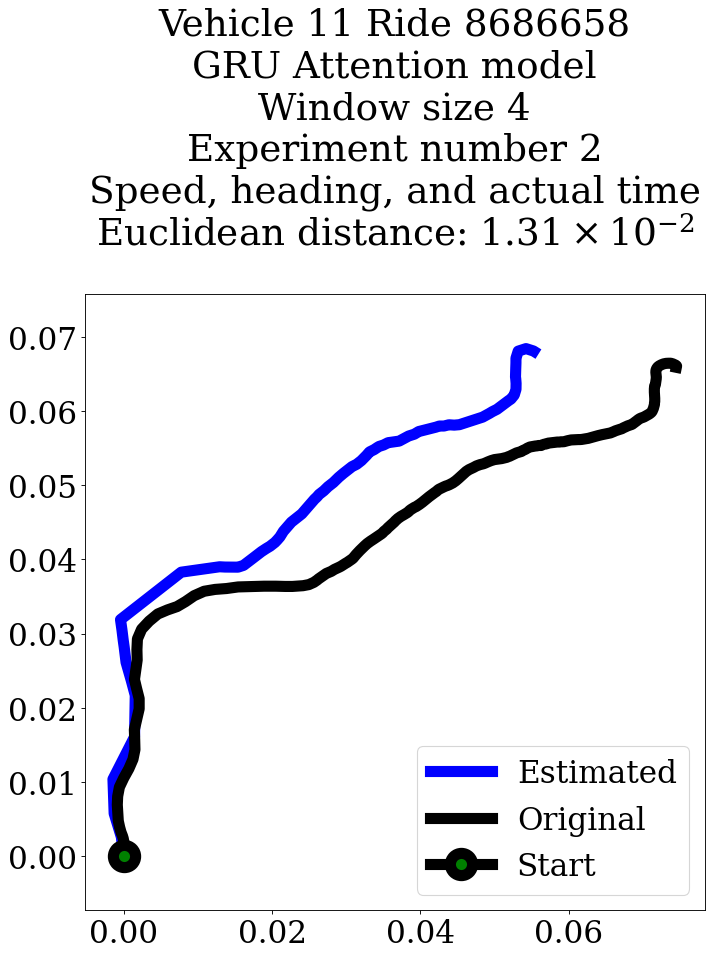 Vehicle 11 Ride 8686658
GRU Attention model
Window size 4
Experiment number 2
Speed, heading, and actual time
Euclidean distance: 1.31 × 10⁻²
0.07
0.06
0.05
0.04
0.03
0.02
0.01
0.00
Estimated
Original
Start
0.00 0.02 0.04 0.06